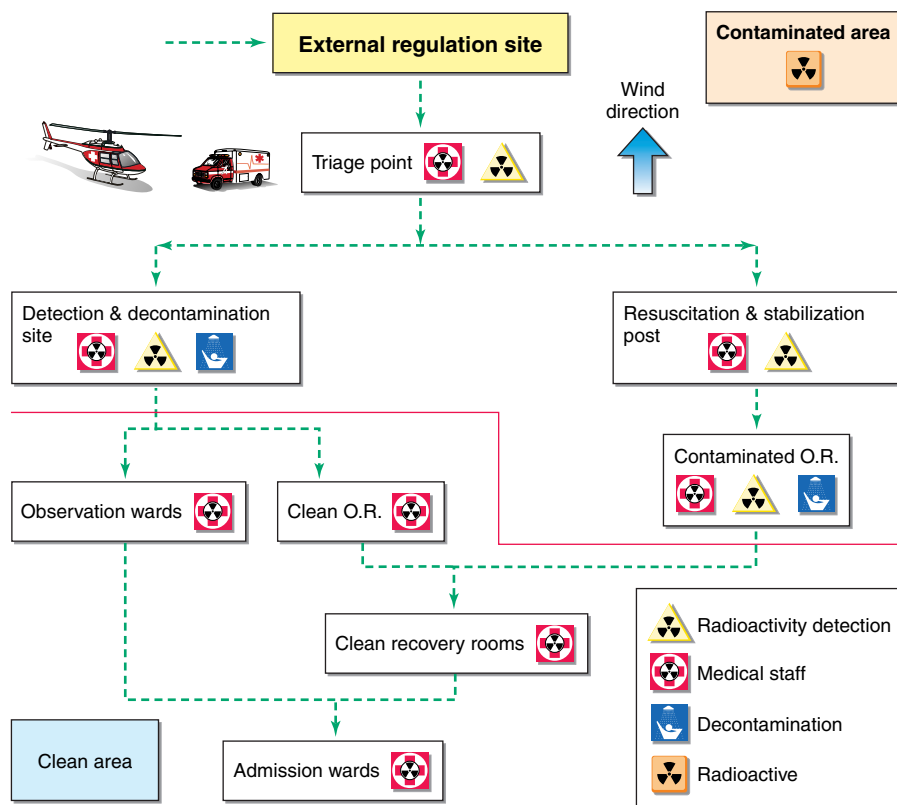 External regulation site
Contaminated area
Wind
direction
Triage point
Detection & decontamination
site
Resuscitation & stabilization
post
Contaminated O.R.
Observation wards
Clean O.R.
Clean recovery rooms
Radioactivity detection
Medical staff
Decontamination
Radioactive
Clean area
Admission wards